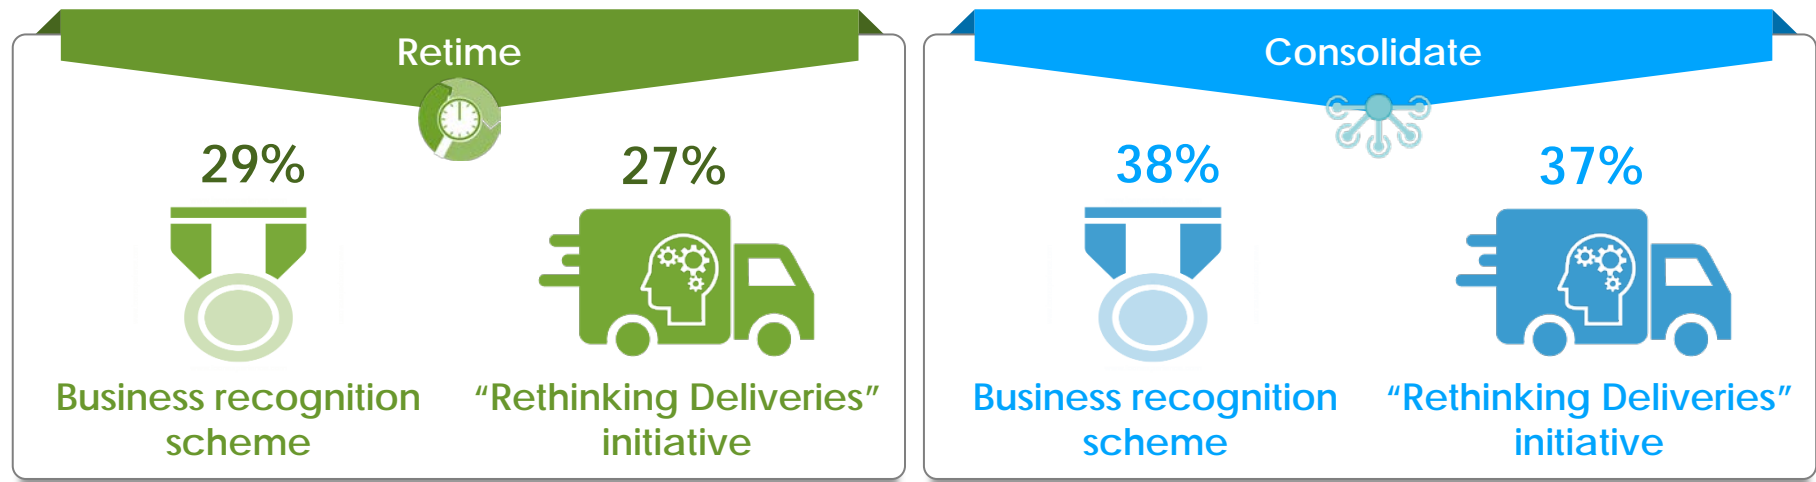 Retime
29%
27%
Business recognition
scheme
“Rethinking Deliveries”
initiative
Consolidate
38%
37%
Business recognition
scheme
“Rethinking Deliveries”
initiative